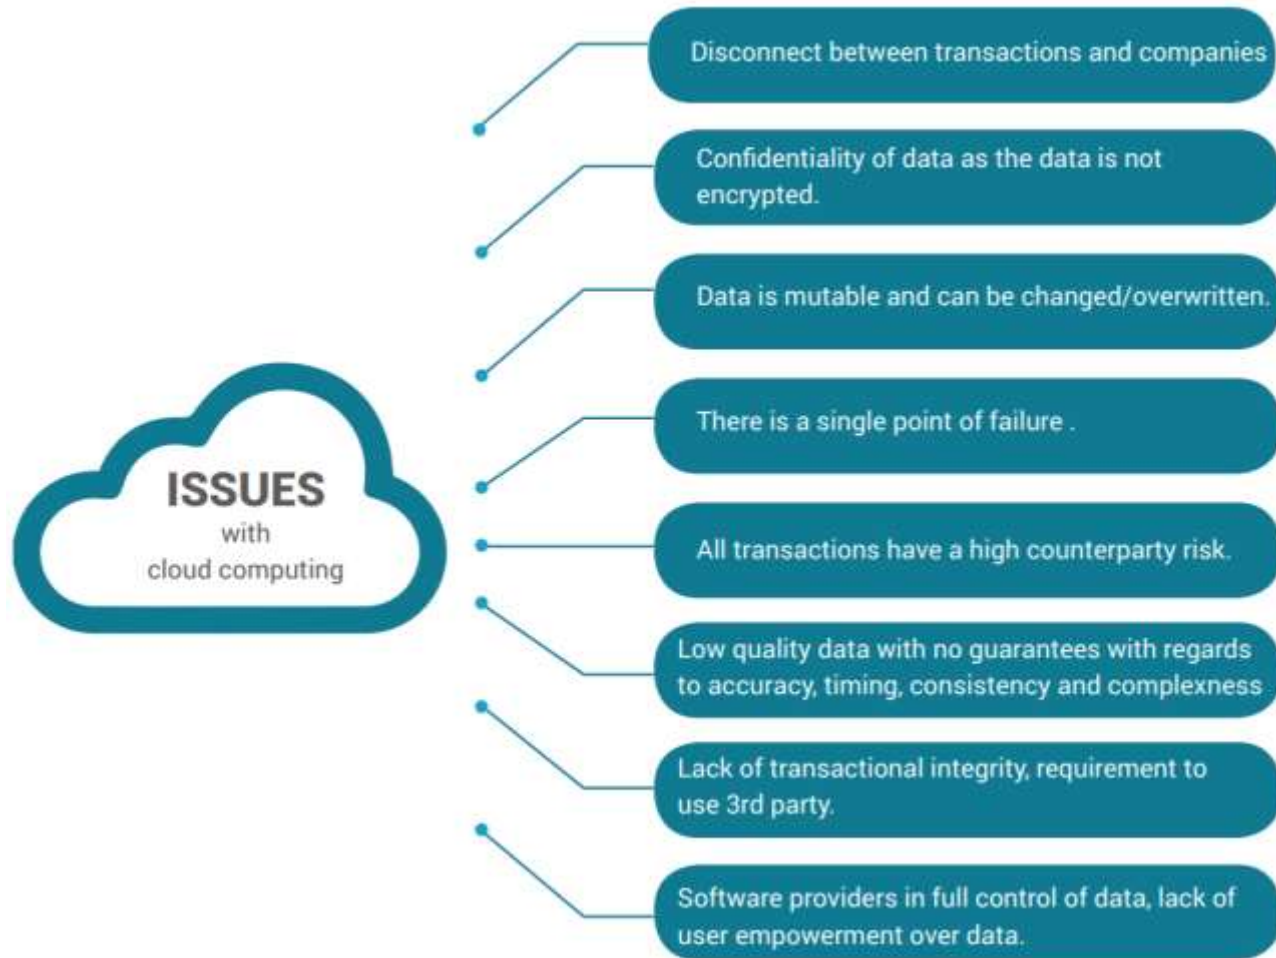 Disconnect between transactions and companies
Confidentiality of data as the data is not
encrypted.
Data is mutable and can be changed/overwritten.
There is a single point of failure .
ISSUES
with
cloud computing
All transactions have a high counterparty risk.
Low quality data with no guarantees with regards
to accuracy, timing, consistency and complexness
Lack of transactional integrity, requirement to
use 3rd party.
Software providers in full control of data, lack of
user empowerment over data.